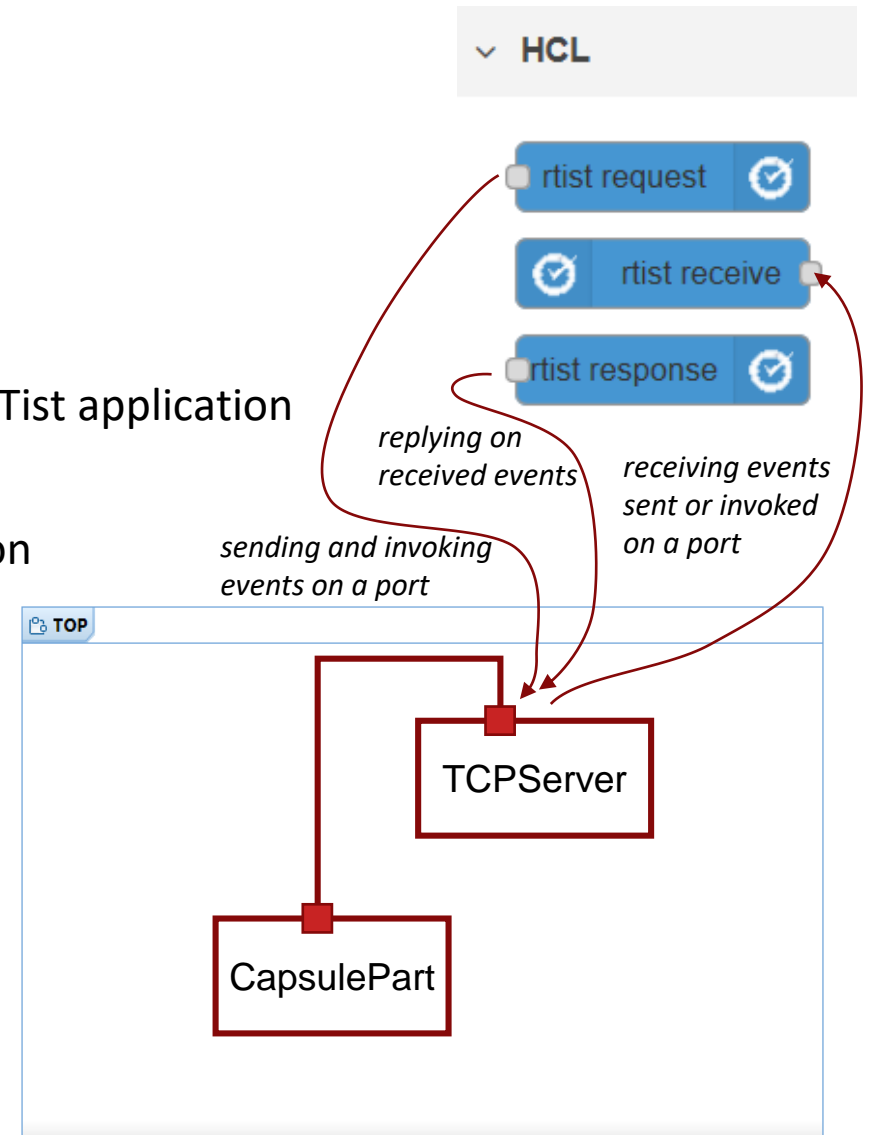 HCL
rtist request
rtist receive
rtist response
Tist application
replying on
received events
receiving events
sent or invoked
on a port
on
sending and invoking
events on a port
TOP
TCPServer
CapsulePart